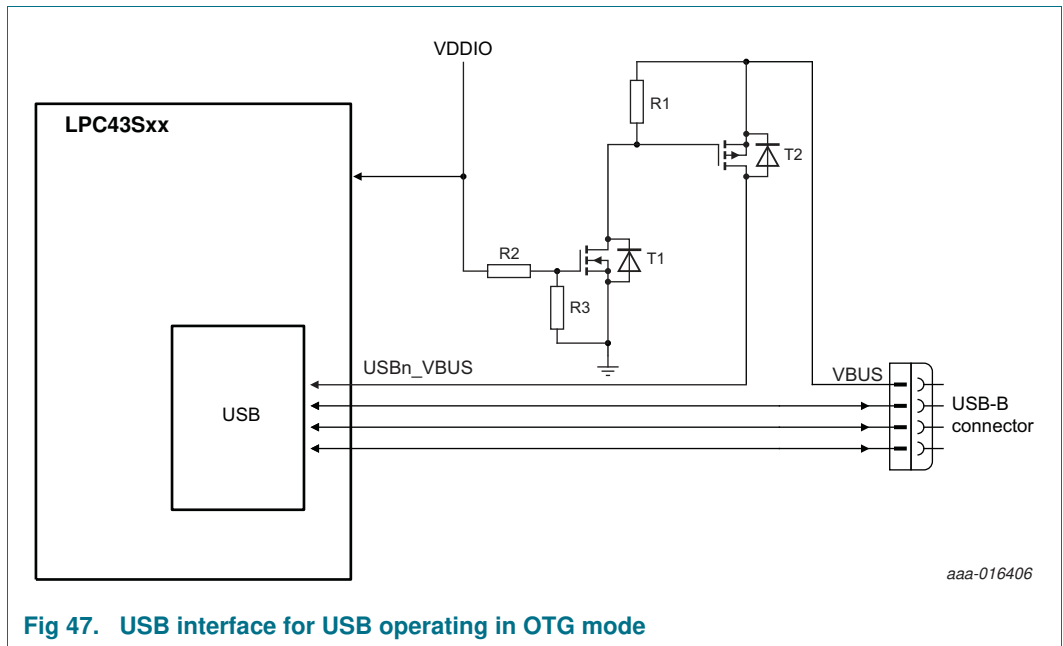 VDDIO
R1
LPC43Sxx
T2
R2
T1
R3
USBn_VBUS
VBUS
USB
USB-B
connector
aaa-016406
Fig 47. USB interface for USB operating in OTG mode